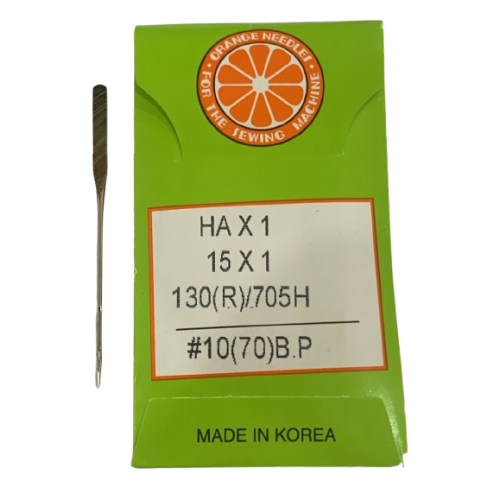 ORANGE NEEDLES
FOR THE SEWING MACHINE
HA X 1
15 X 1
130(R)/705H
#10(70)B.P
MADE IN KOREA